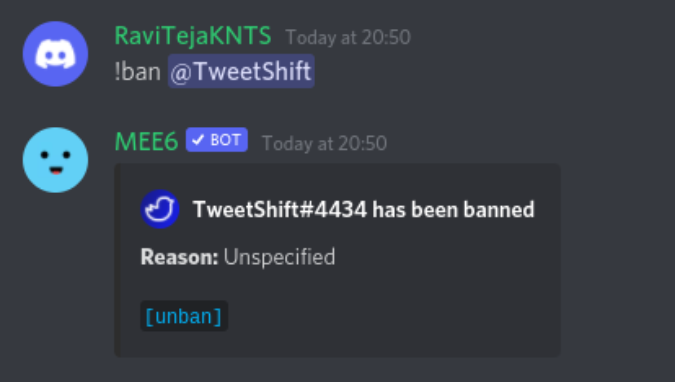 RaviTejaKNTS Today at 20:50
!ban @TweetShift
MEE6 ✓ BOT Today at 20:50
TweetShift#4434 has been banned
Reason: Unspecified
[unban]